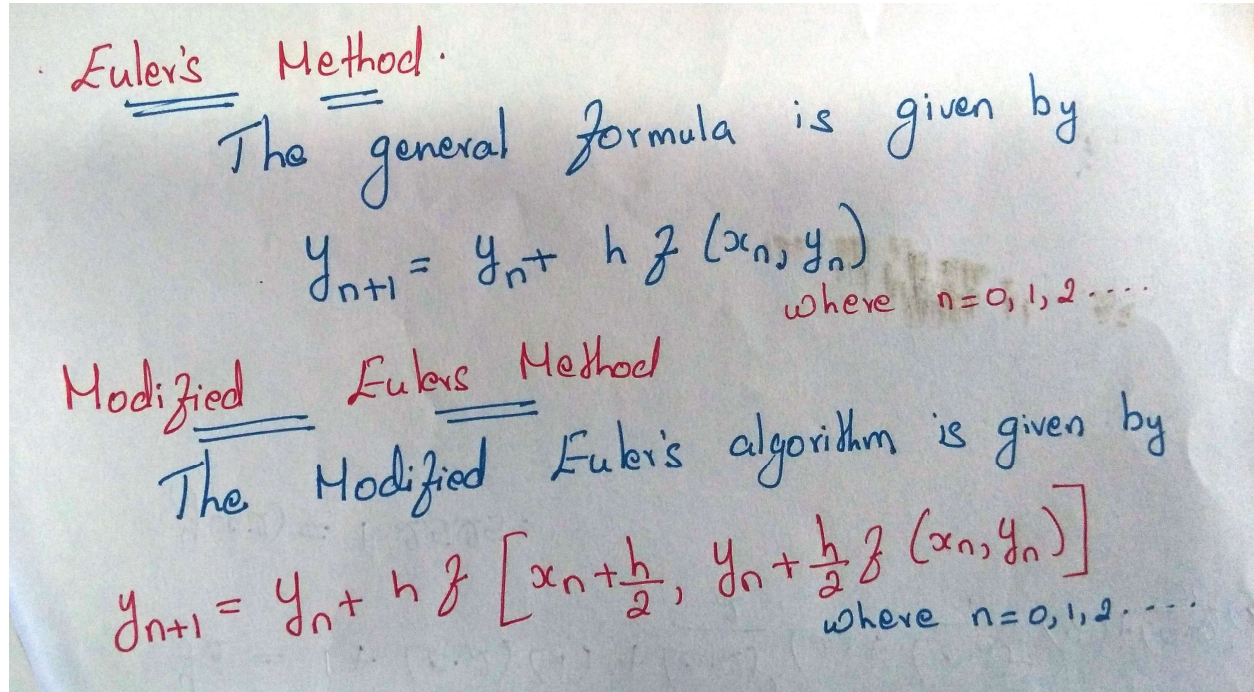 Euler's Method.
The general formula is given by
yn+1 = yn + h f (xn, yn)
where n=0, 1, 2 ....
Modified Eulers Method
The Modified Euler's algorithm is given by
yn+1 = yn + h f [xn + h/2, yn + h/2 f (xn, yn)]
where n=0, 1, 2 .....